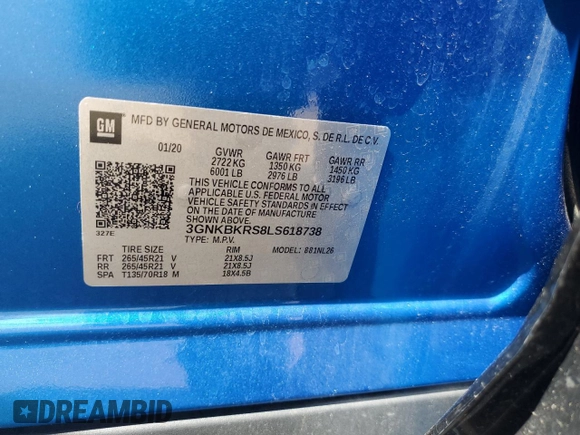 GM
MFD BY GENERAL MOTORS DE MEXICO, S. DE R.L. DE C.V.
01/20 GVWR GAWR FRT GAWR RR
2722 KG 1350 KG 1450 KG
6001 LB 2976 LB 3196 LB
THIS VEHICLE CONFORMS TO ALL
APPLICABLE U.S. FEDERAL MOTOR
VEHICLE SAFETY STANDARDS IN EFFECT
ON THE DATE OF MANUFACTURE
SHOWN ABOVE.
327E 3GNKBKRS8LS618738
TYPE: M.P.V. MODEL: 881NL26
TIRE SIZE RIM
FRT 265/45R21 V 21X8.5J
RR 265/45R21 V 21X8.5J
SPA T135/70R18 M 18X4.5B
DREAMBID